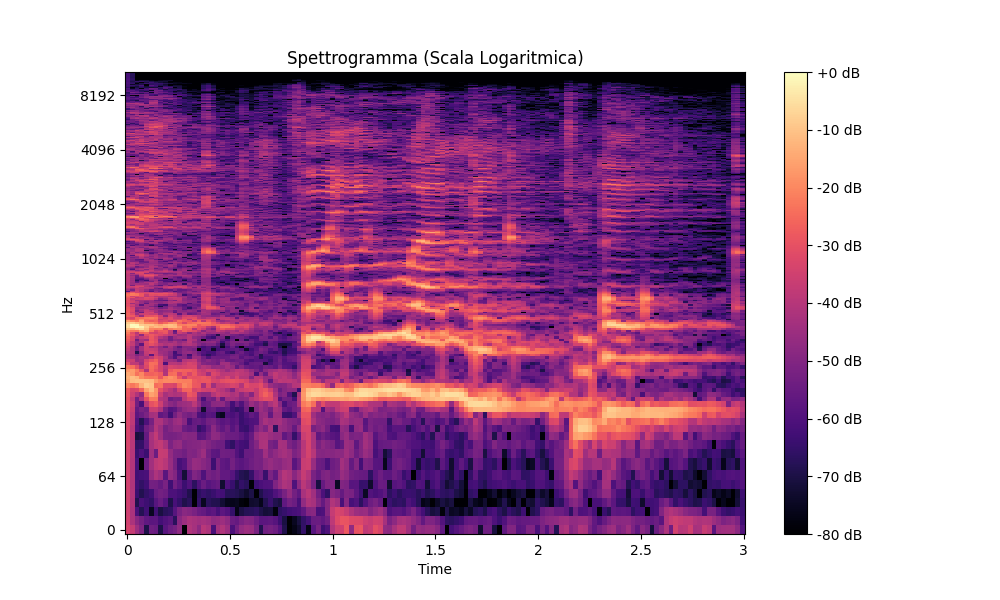 Spettrogramma (Scala Logaritmica)
Hz
8192
4096
2048
1024
512
256
128
64
0
0 0.5 1 1.5 2 2.5 3
Time
+0 dB
-10 dB
-20 dB
-30 dB
-40 dB
-50 dB
-60 dB
-70 dB
-80 dB